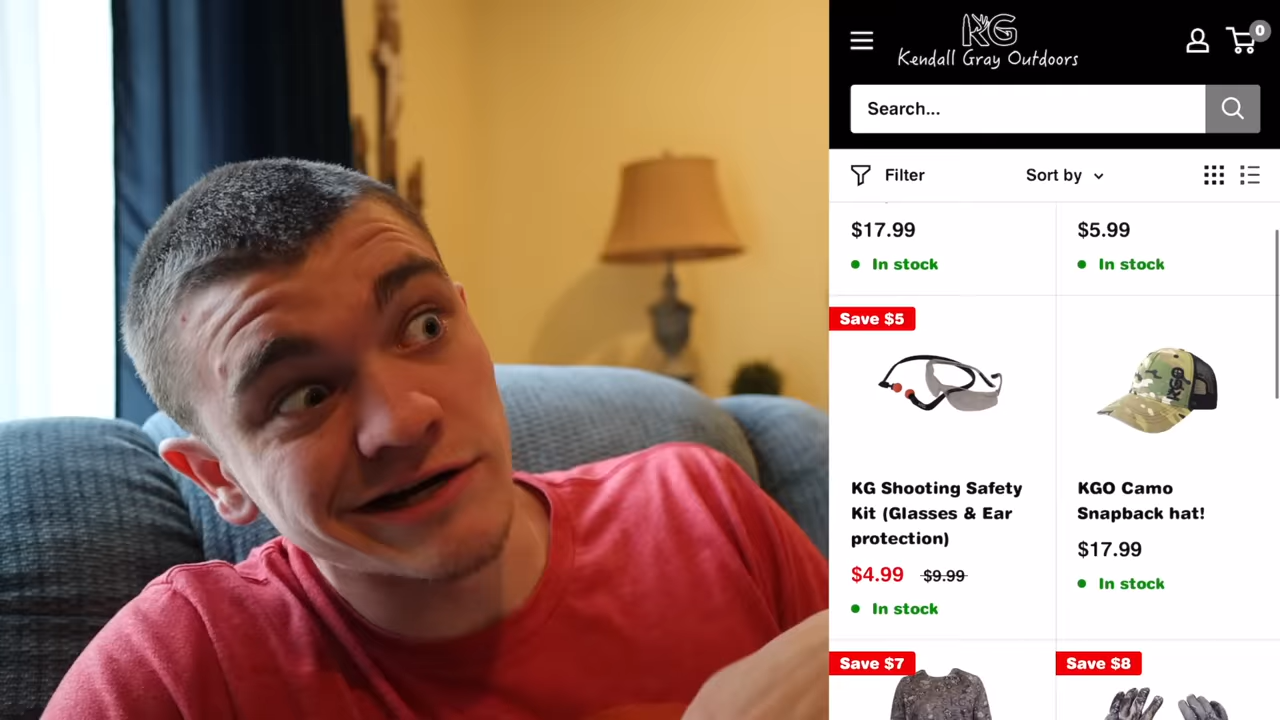 KG
Kendall Gray Outdoors
0
Search...
Filter
Sort by
$17.99
In stock
$5.99
In stock
Save $5
KG Shooting Safety
Kit (Glasses & Ear
protection)
$4.99 $9.99
In stock
KGO
KGO Camo
Snapback hat!
$17.99
In stock
Save $7
Save $8